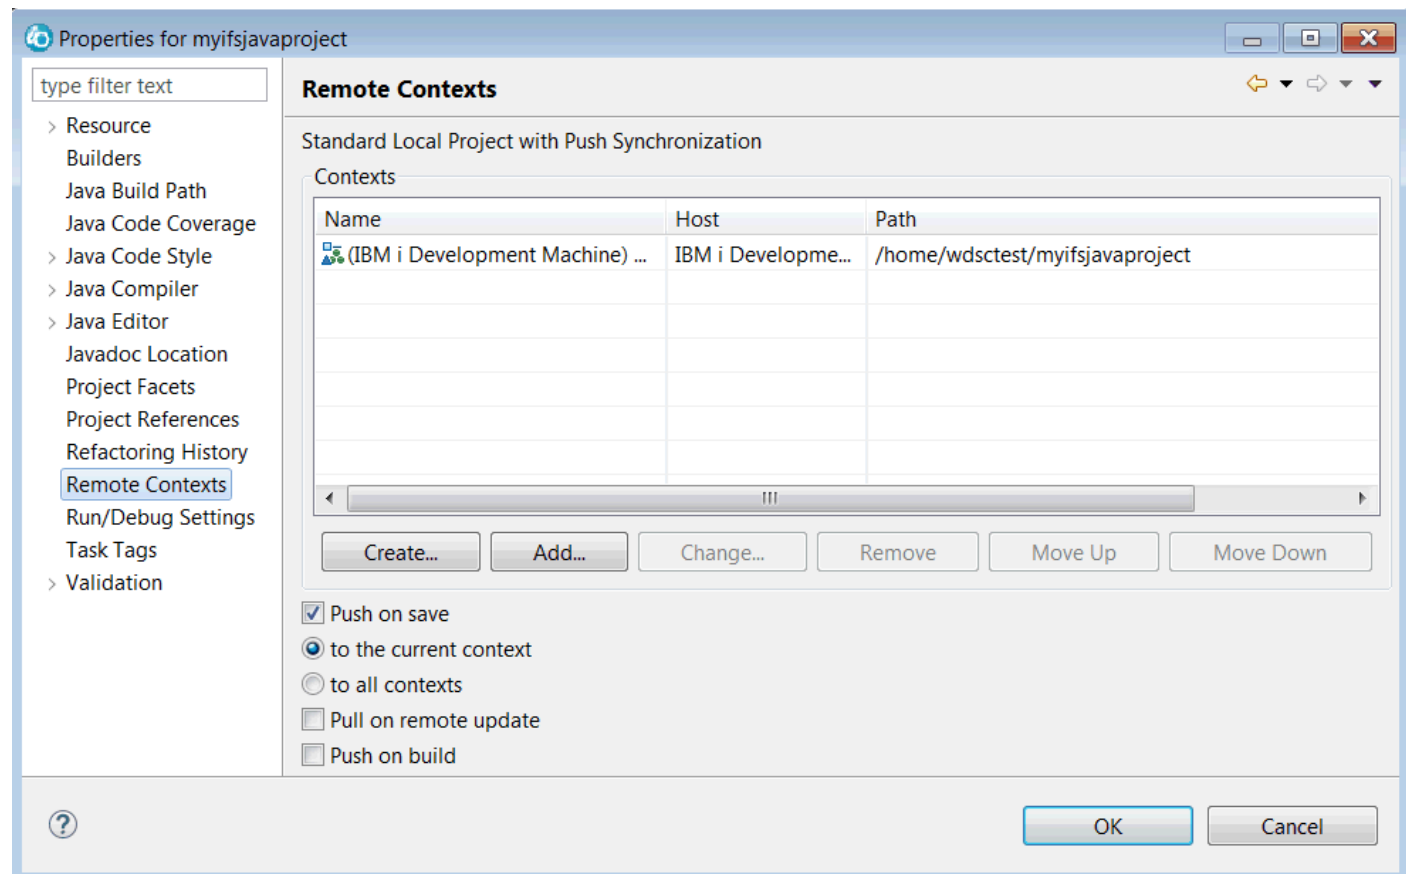 Properties for myifsjavaproject
type filter text
Resource
Builders
Java Build Path
Java Code Coverage
Java Code Style
Java Compiler
Java Editor
Javadoc Location
Project Facets
Project References
Refactoring History
Remote Contexts
Run/Debug Settings
Task Tags
Validation
Remote Contexts
Standard Local Project with Push Synchronization
Contexts
Name Host Path
(IBM i Development Machine) ... IBM i Developme... /home/wdsctest/myifsjavaproject
Create... Add... Change... Remove Move Up Move Down
Push on save
to the current context
to all contexts
Pull on remote update
Push on build
OK Cancel